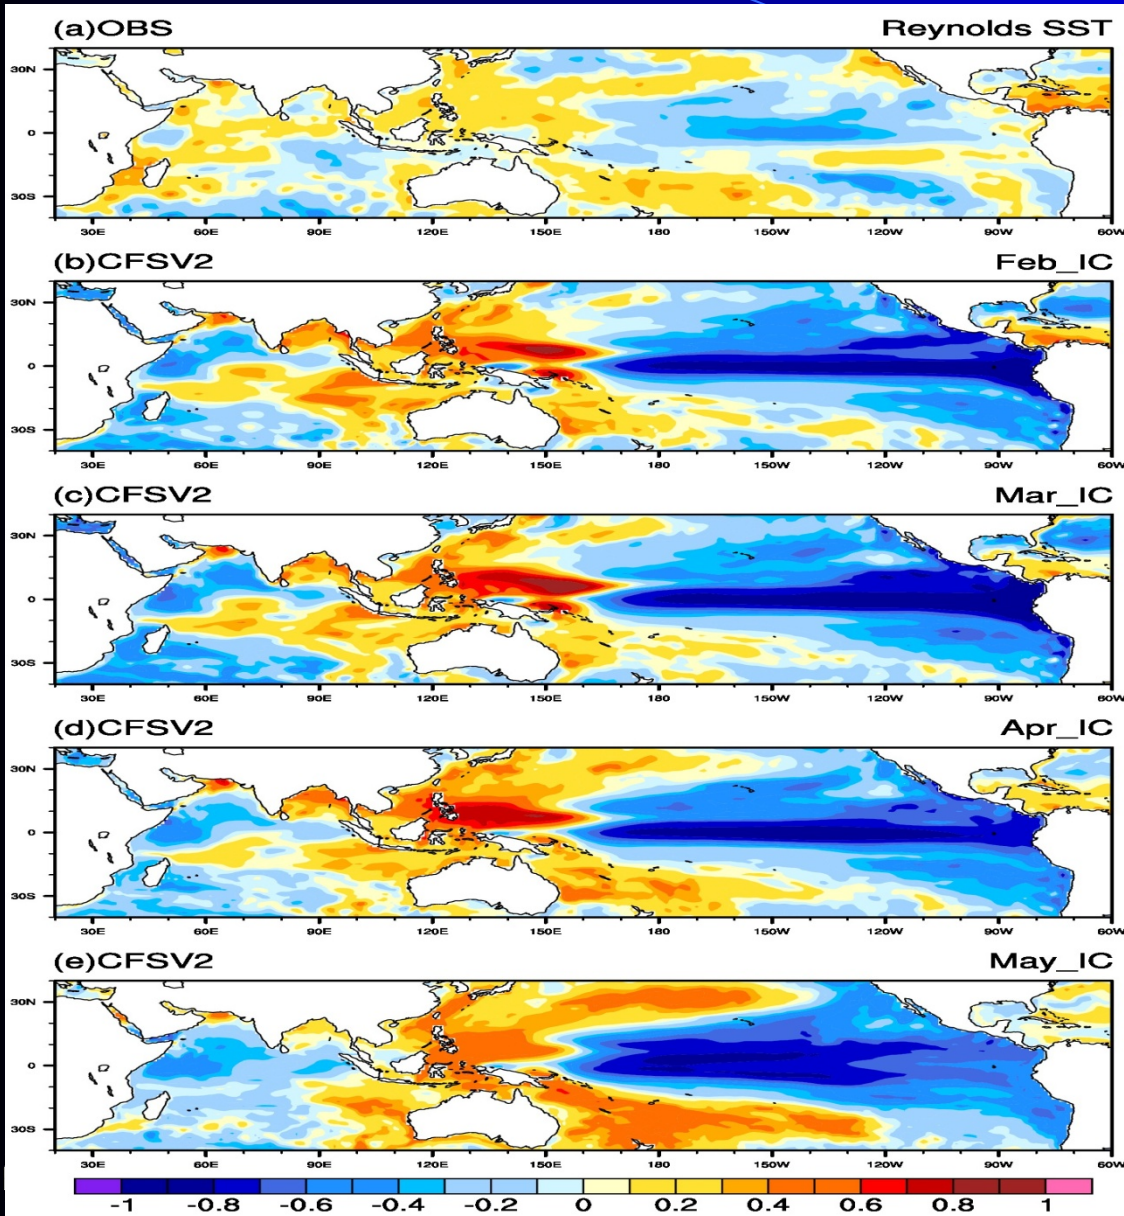 (a)OBS Reynolds SST
30N
0
30S
30E 60E 90E 120E 150E 180 150W 120W 90W 60W
(b)CFSV2 Feb_IC
30N
0
30S
30E 60E 90E 120E 150E 180 150W 120W 90W 60W
(c)CFSV2 Mar_IC
30N
0
30S
30E 60E 90E 120E 150E 180 150W 120W 90W 60W
(d)CFSV2 Apr_IC
30N
0
30S
30E 60E 90E 120E 150E 180 150W 120W 90W 60W
(e)CFSV2 May_IC
30N
0
30S
30E 60E 90E 120E 150E 180 150W 120W 90W 60W
-1 -0.8 -0.6 -0.4 -0.2 0 0.2 0.4 0.6 0.8 1